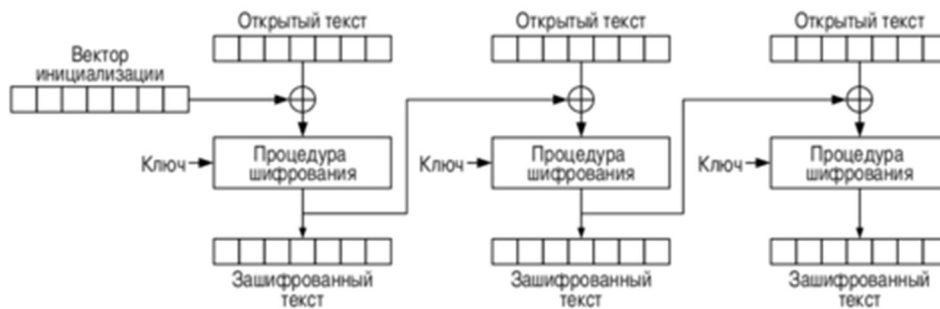 Открытый текст
Открытый текст
Открытый текст
Вектор
инициализации
Ключ
Процедура
шифрования
Ключ
Процедура
шифрования
Ключ
Процедура
шифрования
Зашифрованный
текст
Зашифрованный
текст
Зашифрованный
текст